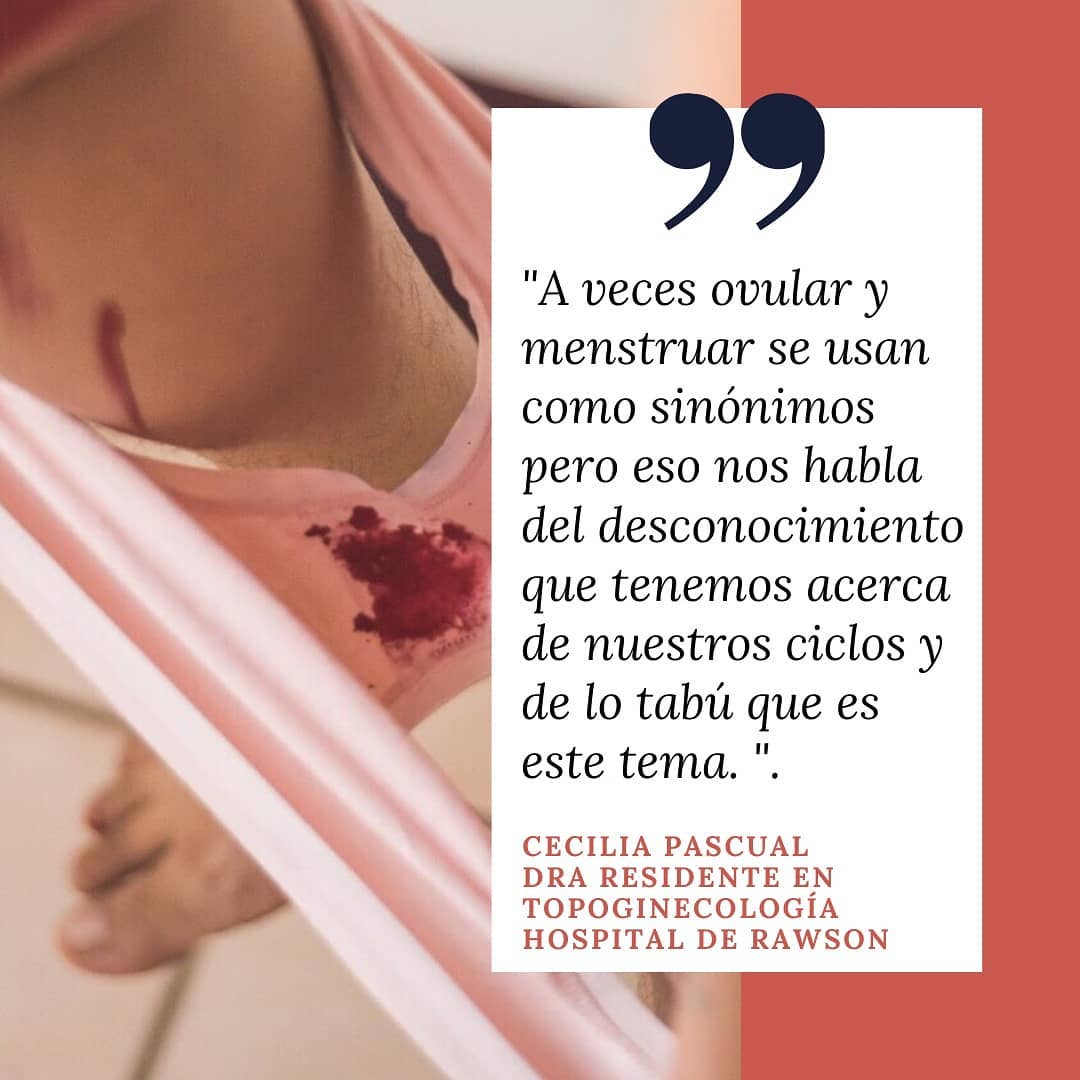 "A veces ovular y
menstruar se usan
como sinónimos
pero eso nos habla
del desconocimiento
que tenemos acerca
de nuestros ciclos y
de lo tabú que es
este tema. ".
CECILIA PASCUAL
DRA RESIDENTE EN
TOPOGINECOLOGÍA
HOSPITAL DE RAWSON